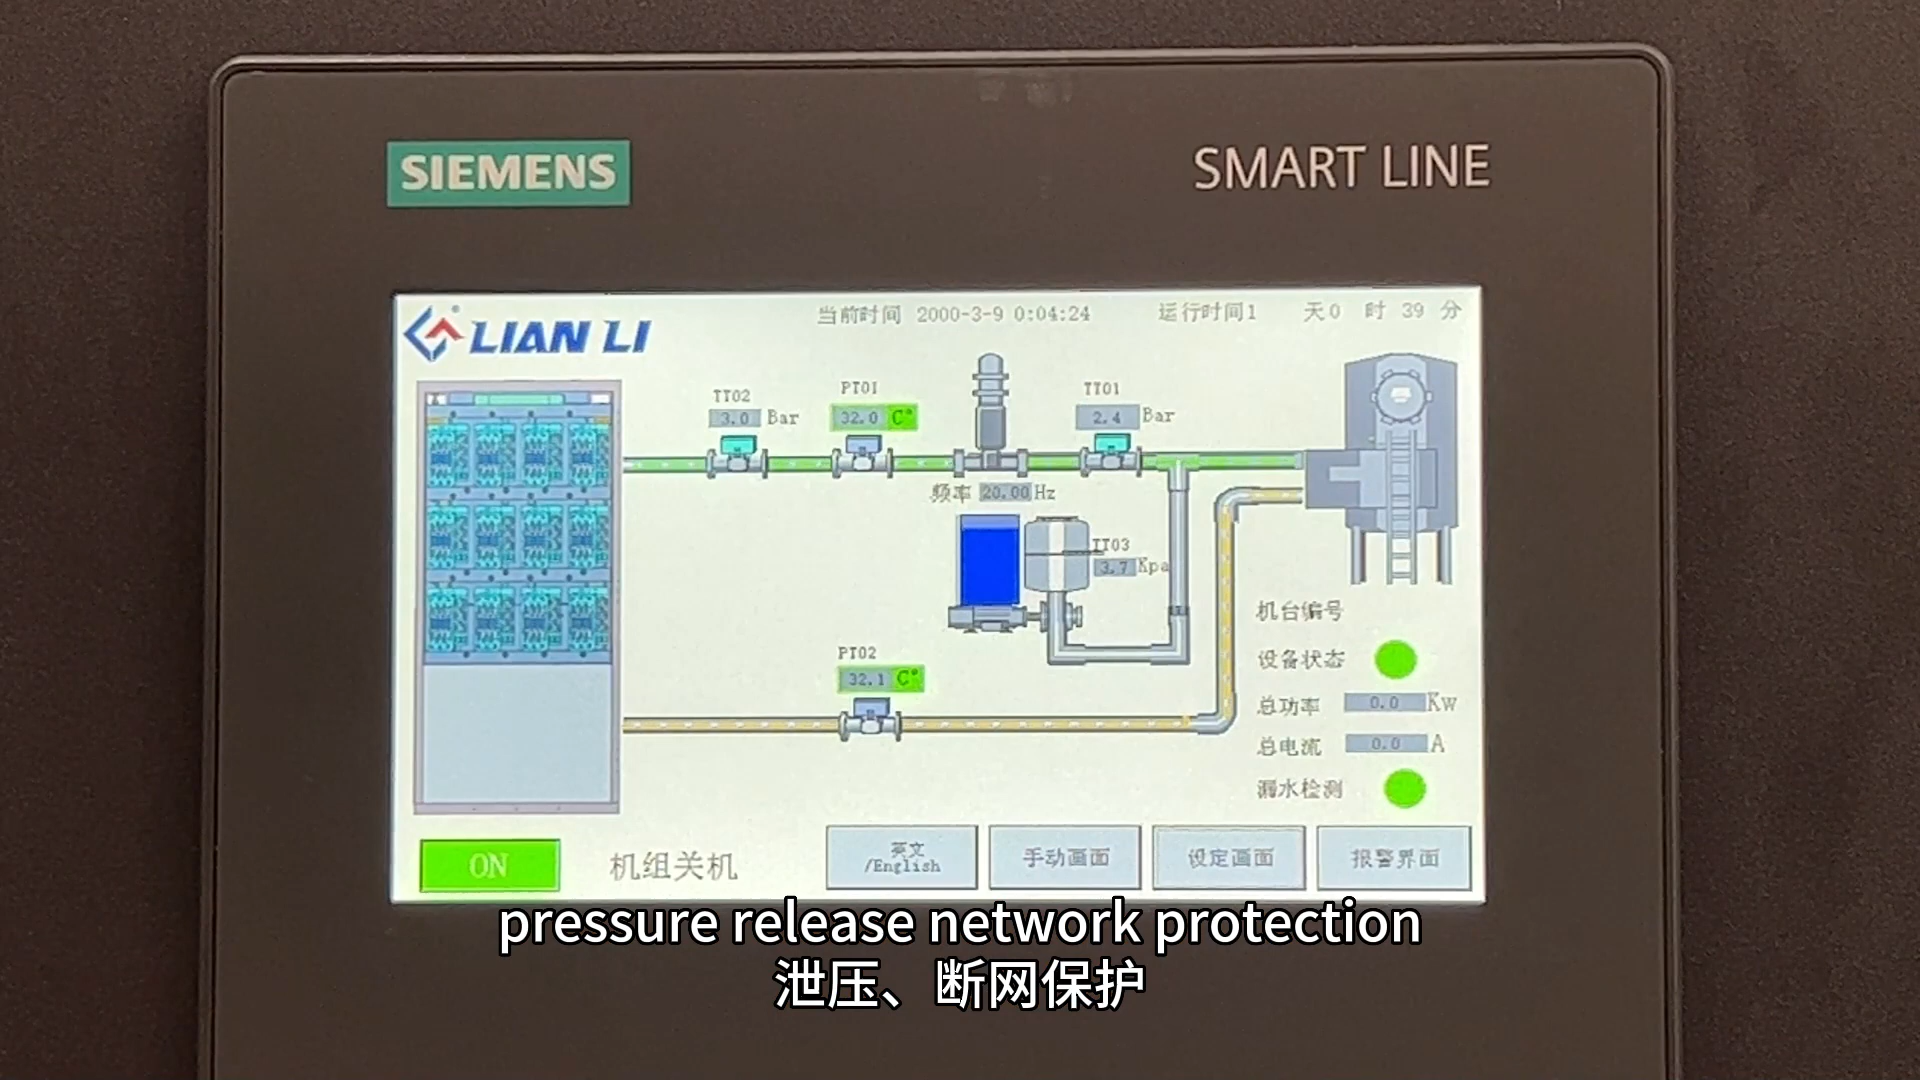 SIEMENS
SMART LINE
LIAN LI
当前时间 2000-3-9 0:04:24
运行时间1 天0 时 39 分
TT02
3.0 Bar
PT01
32.0 C°
TT01
2.4 Bar
频率 20.00 Hz
TT03
3.7 Kpa
PT02
32.1 C°
机台编号
设备状态
总功率 0.0 Kw
总电流 0.0 A
漏水检测
ON
机组关机
英文
/English
手动画面
设定画面
报警界面
pressure release network protection
泄压、断网保护